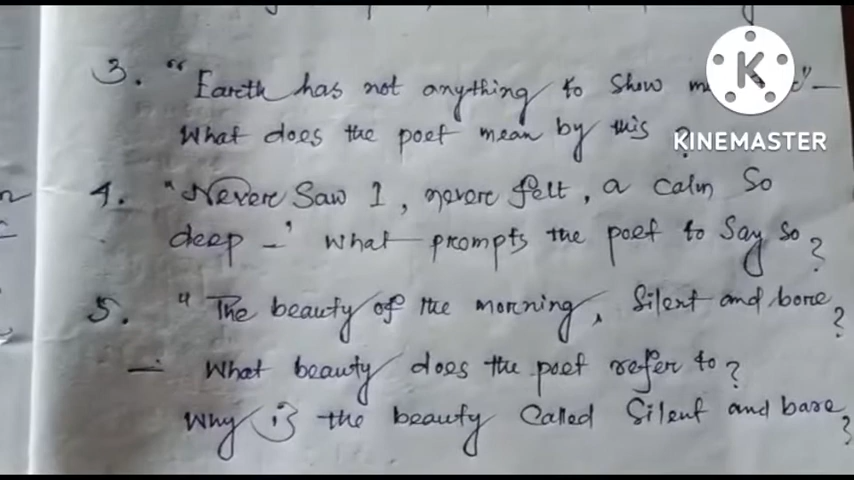 3. “Earth has not anything to show
KINEMASTER
What does the poet mean by this ?
4. "Never Saw I, never felt, a calm So
deep –' What prompts the poet to Say so ?
5. " The beauty of the morning, Silent and bare ?
– What beauty does the poet refer to?
Why is the beauty Called Silent and bare ?